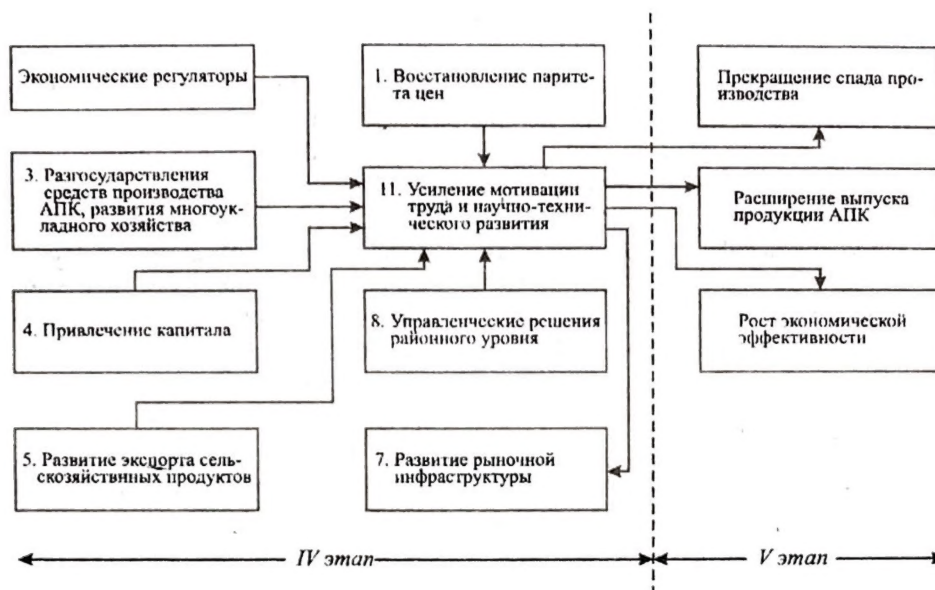 Экономические регуляторы
1. Восстановление парите-
та цен
Прекращение спада про-
изводства
3. Разгосударствления
средств производства
АПК, развития многоук-
кладного хозяйства
11. Усиление мотивации
труда и научно-техни-
ческого развития
Расширение выпуска
продукции АПК
4. Привлечение капитала
8. Управленческие решения
районного уровня
Рост экономической
эффективности
5. Развитие экспорта сель-
скозяйствинных продуктов
7. Развитие рыночной
инфраструктуры
IV этап
V этап